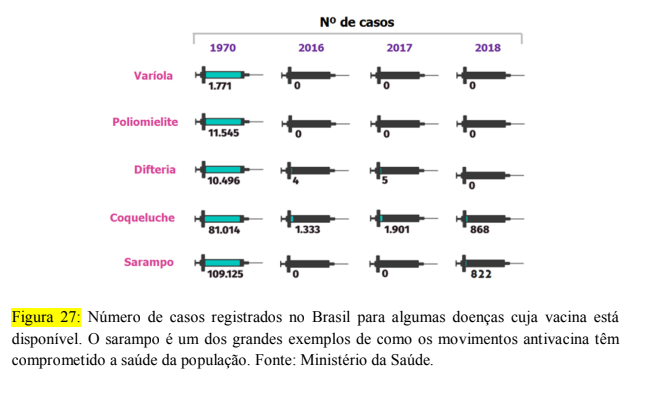 Nº de casos
1970 2016 2017 2018
Varíola
1.771 0 0 0
Poliomielite
11.545 0 0 0
Difteria
10.496 4 5 0
Coqueluche
81.014 1.333 1.901 868
Sarampo
109.125 0 0 822
Figura 27: Número de casos registrados no Brasil para algumas doenças cuja vacina está
disponível. O sarampo é um dos grandes exemplos de como os movimentos antivacina têm
comprometido a saúde da população. Fonte: Ministério da Saúde.